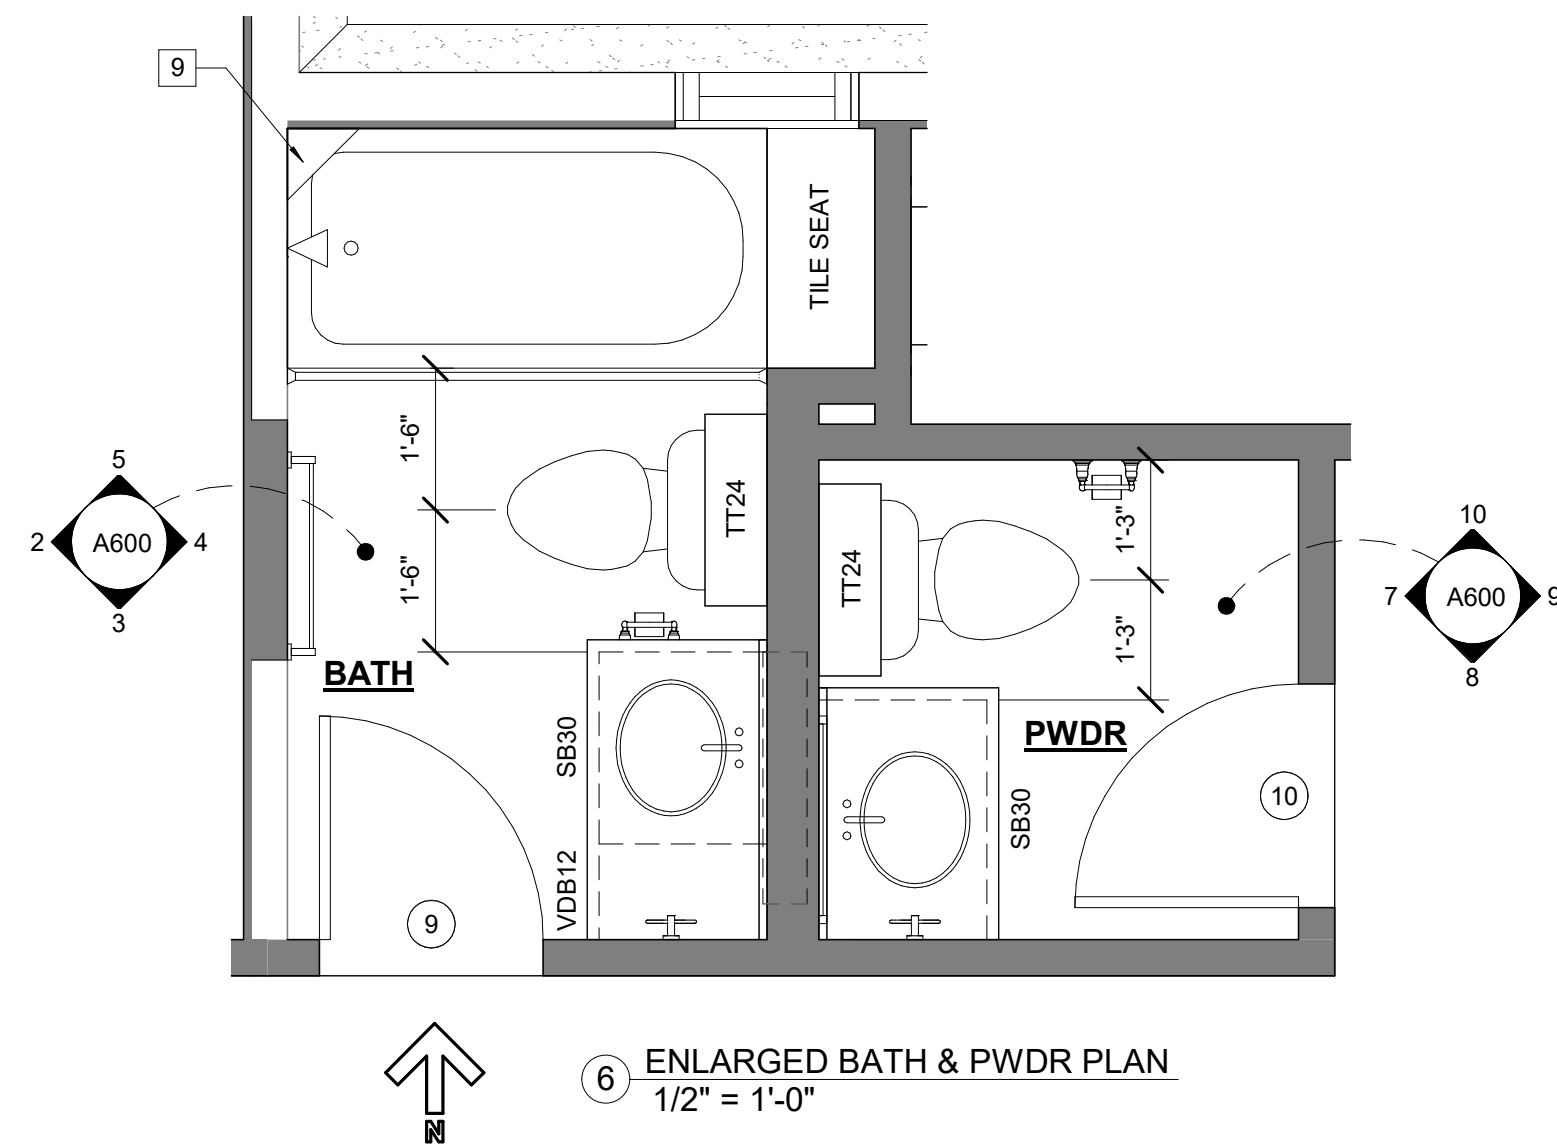 9
TILE SEAT
1'-6"
5
2
A600
4
3
1'-6"
TT24
TT24
1'-3"
1'-3"
10
7
A600
9
8
BATH
PWDR
SB30
VDB12
SB30
9
10
6
ENLARGED BATH & PWDR PLAN
1/2" = 1'-0"
N